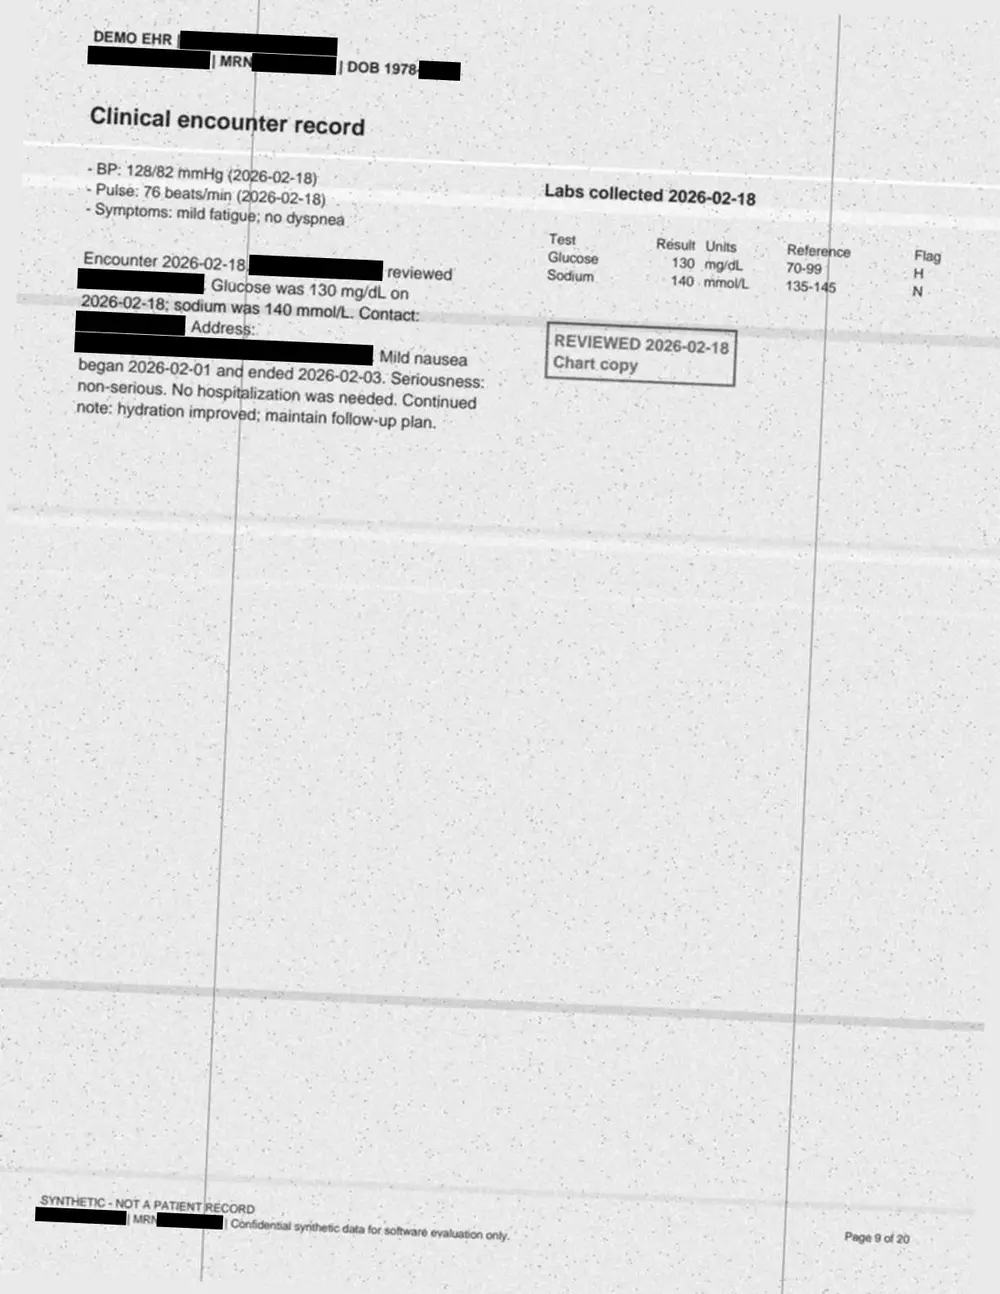 DEMO EHR |
| MRN | DOB 1978-
Clinical encounter record
- BP: 128/82 mmHg (2026-02-18)
- Pulse: 76 beats/min (2026-02-18)
- Symptoms: mild fatigue; no dyspnea
Encounter 2026-02-18 reviewed
Glucose was 130 mg/dL on
2026-02-18; sodium was 140 mmol/L. Contact:
Address:
Mild nausea
began 2026-02-01 and ended 2026-02-03. Seriousness:
non-serious. No hospitalization was needed. Continued
note: hydration improved; maintain follow-up plan.
Labs collected 2026-02-18
Test Result Units Reference Flag
Glucose 130 mg/dL 70-99 H
Sodium 140 mmol/L 135-145 N
REVIEWED 2026-02-18
Chart copy
SYNTHETIC - NOT A PATIENT RECORD
| MRN | Confidential synthetic data for software evaluation only.
Page 9 of 20